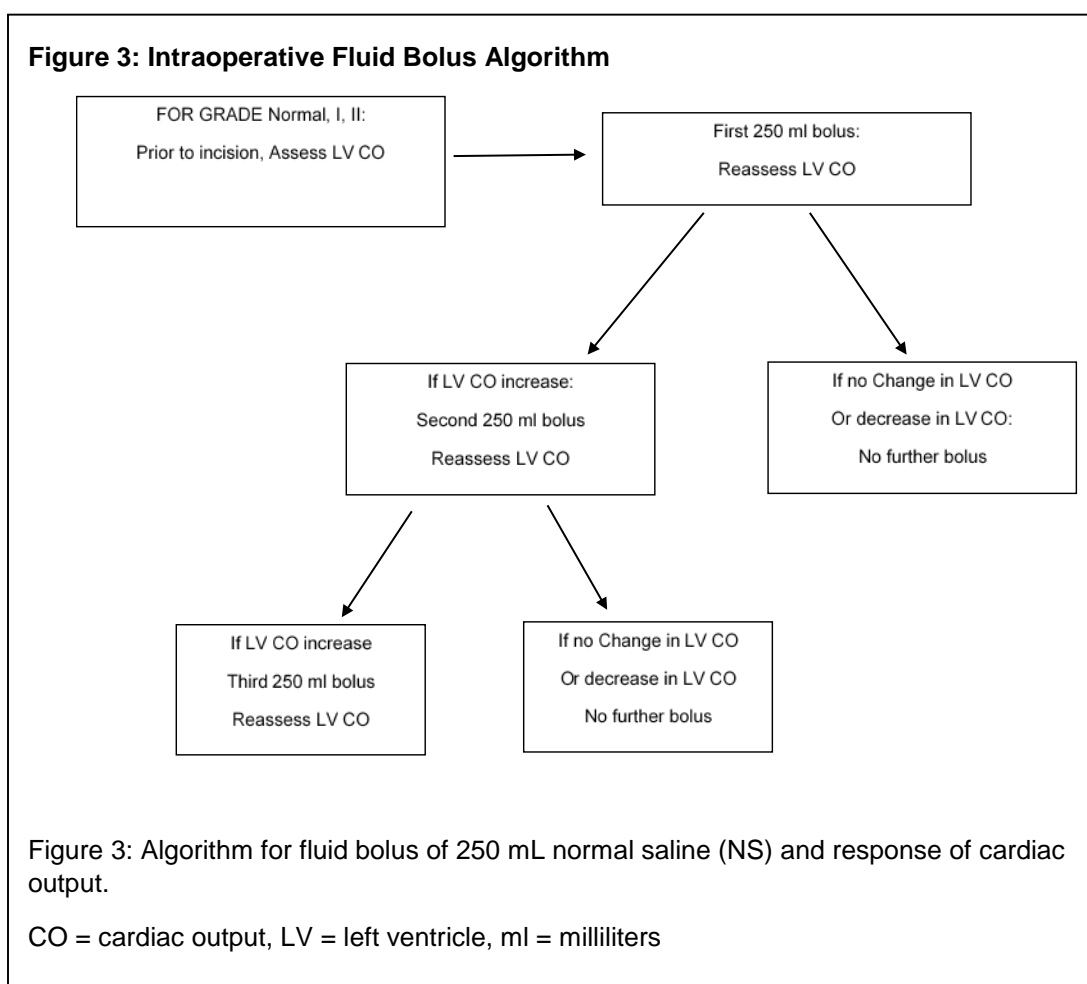 Figure 3: Intraoperative Fluid Bolus Algorithm
FOR GRADE Normal, I, II:
Prior to incision, Assess LV CO
First 250 ml bolus:
Reassess LV CO
If LV CO increase:
Second 250 ml bolus
Reassess LV CO
If no Change in LV CO
Or decrease in LV CO:
No further bolus
If LV CO increase
Third 250 ml bolus
Reassess LV CO
If no Change in LV CO
Or decrease in LV CO
No further bolus
Figure 3: Algorithm for fluid bolus of 250 mL normal saline (NS) and response of cardiac
output.
CO = cardiac output, LV = left ventricle, ml = milliliters